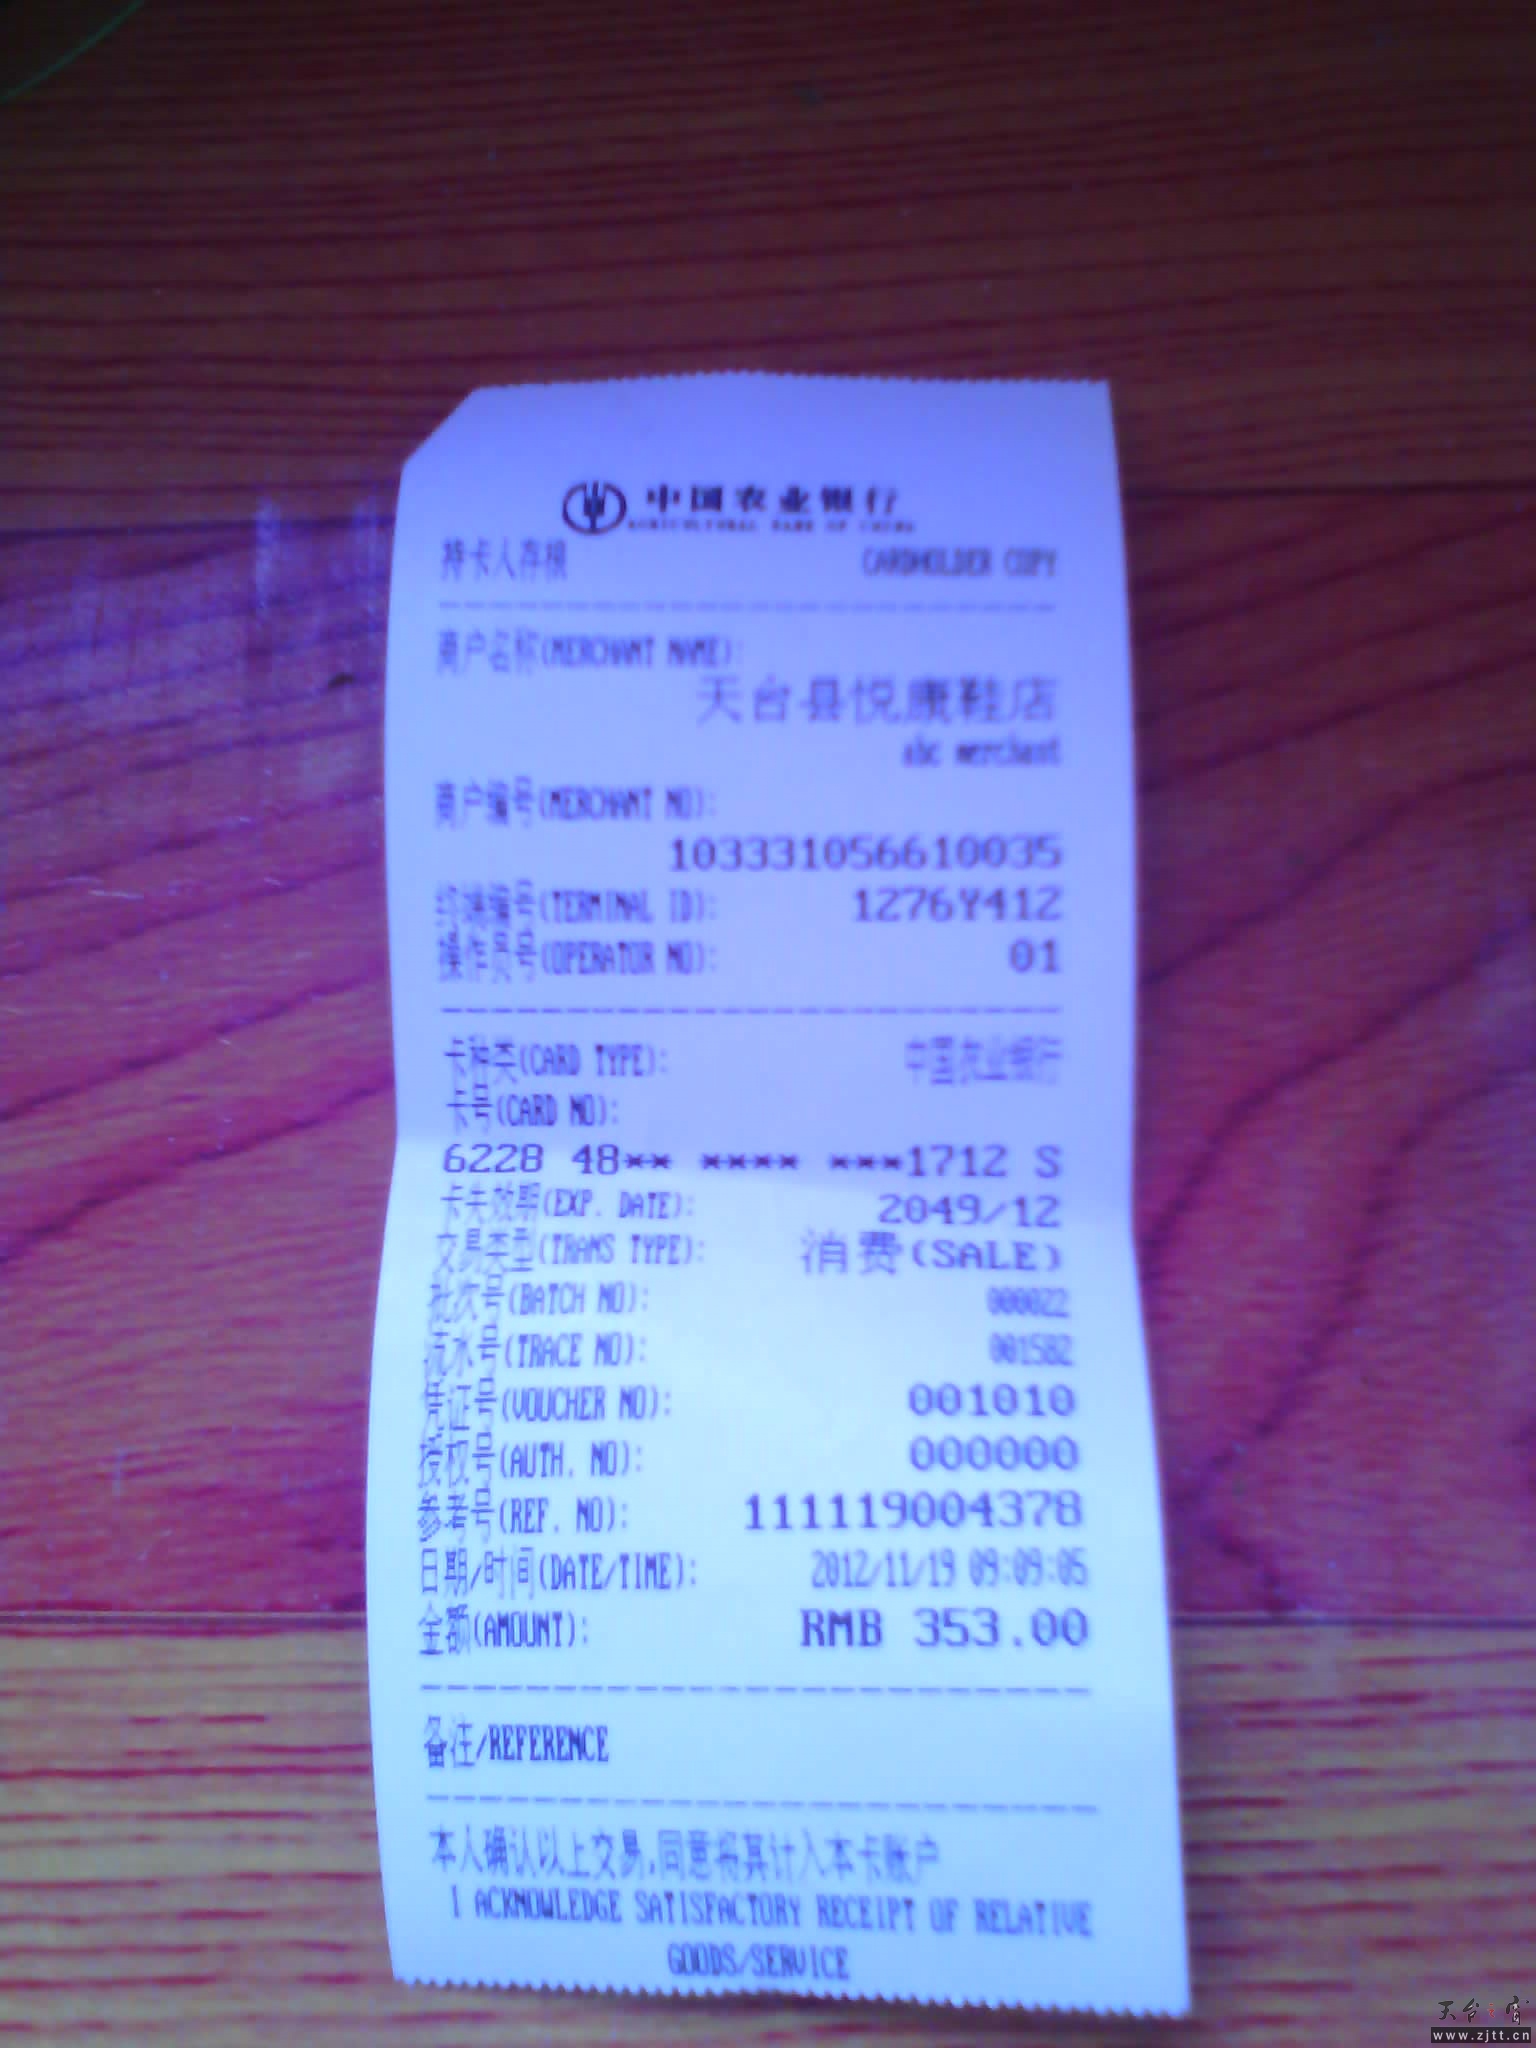 中国农业银行
AGRICULTURAL BANK OF CHINA
持卡人存根 CARDHOLDER COPY
商户名称(MERCHANT NAME):
天台县悦康鞋店
abc merchant
商户编号(MERCHANT NO):
103331056610035
终端编号(TERMINAL ID): 1276Y412
操作员号(OPERATOR NO): 01
卡种类(CARD TYPE): 中国农业银行
卡号(CARD NO):
6228 48** **** ***1712 S
卡失效期(EXP. DATE): 2049/12
交易类型(TRANS TYPE): 消费(SALE)
批次号(BATCH NO): 000022
流水号(TRACE NO): 001582
凭证号(VOUCHER NO): 001010
授权号(AUTH. NO): 000000
参考号(REF. NO): 111119004378
日期/时间(DATE/TIME): 2012/11/19 09:09:05
金额(AMOUNT): RMB 353.00
备注/REFERENCE
本人确认以上交易,同意将其计入本卡账户
I ACKNOWLEDGE SATISFACTORY RECEIPT OF RELATIVE
GOODS/SERVICE
www.zjtt.cn